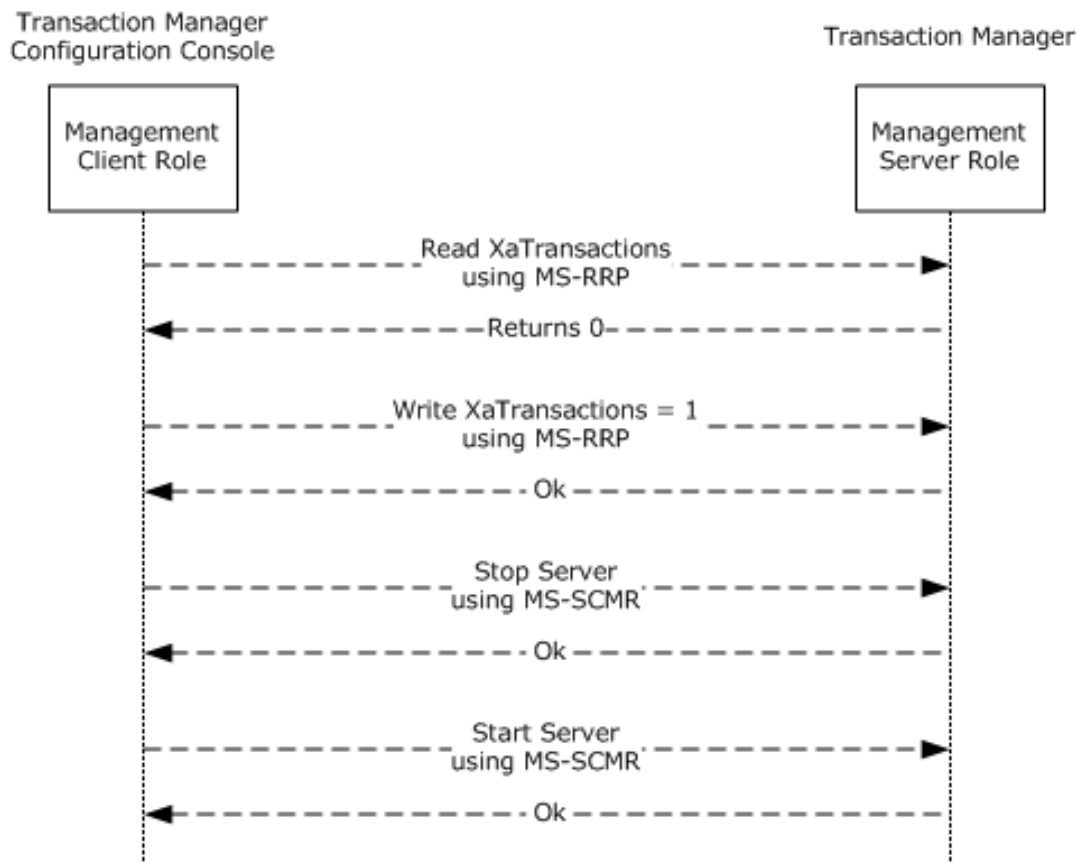 Transaction Manager
Configuration Console
Transaction Manager
Management
Client Role
Management
Server Role
Read XaTransactions
using MS-RRP
Returns 0
Write XaTransactions = 1
using MS-RRP
Ok
Stop Server
using MS-SCMR
Ok
Start Server
using MS-SCMR
Ok